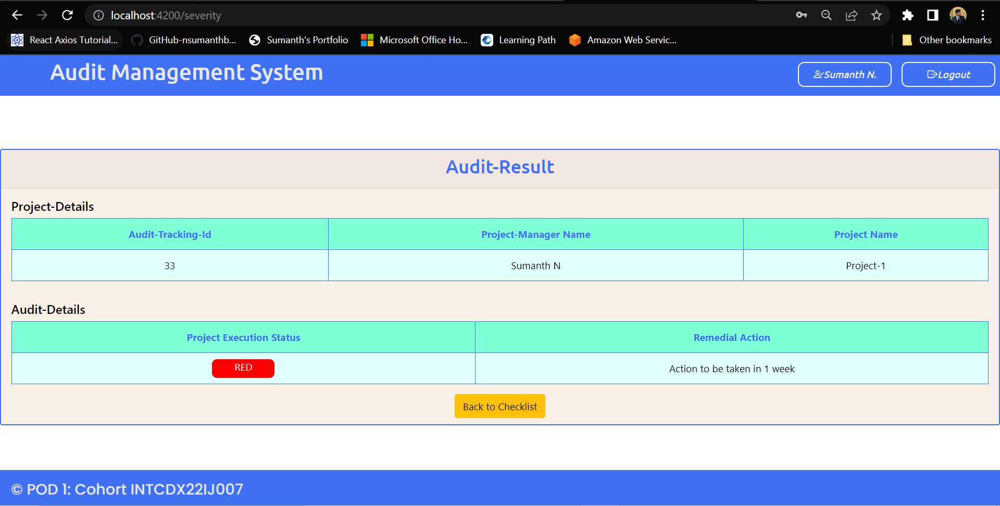 localhost:4200/severity
React Axios Tutorial... GitHub-nsumanthb... Sumanth's Portfolio Microsoft Office Ho... Learning Path Amazon Web Servic... Other bookmarks
Audit Management System Sumanth N. Logout
Audit-Result
Project-Details
Audit-Tracking-Id Project-Manager Name Project Name
33 Sumanth N Project-1
Audit-Details
Project Execution Status Remedial Action
RED Action to be taken in 1 week
Back to Checklist
© POD 1: Cohort INTCDX22IJ007